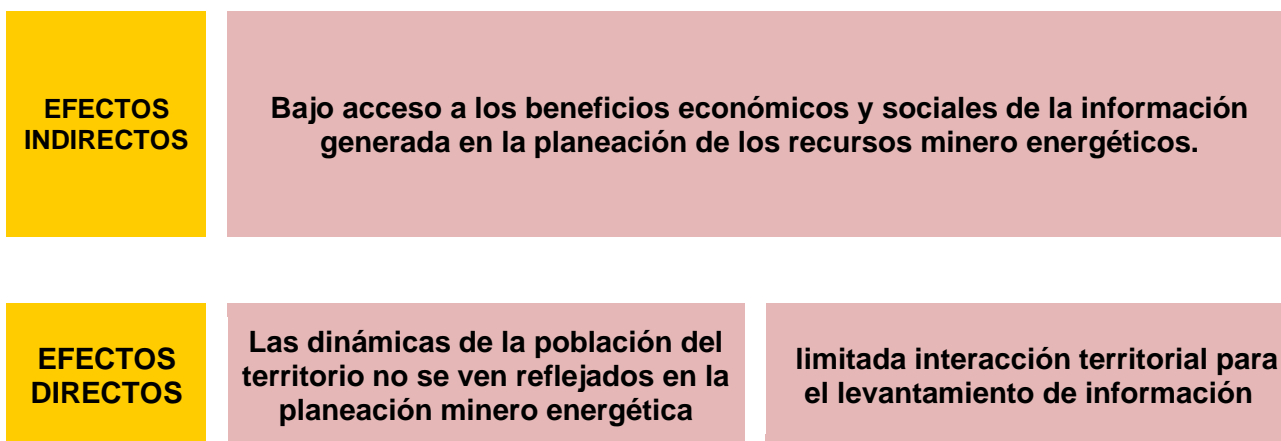 EFECTOS
INDIRECTOS
Bajo acceso a los beneficios económicos y sociales de la información
generada en la planeación de los recursos minero energéticos.
EFECTOS
DIRECTOS
Las dinámicas de la población del
territorio no se ven reflejados en la
planeación minero energética
limitada interacción territorial para
el levantamiento de información